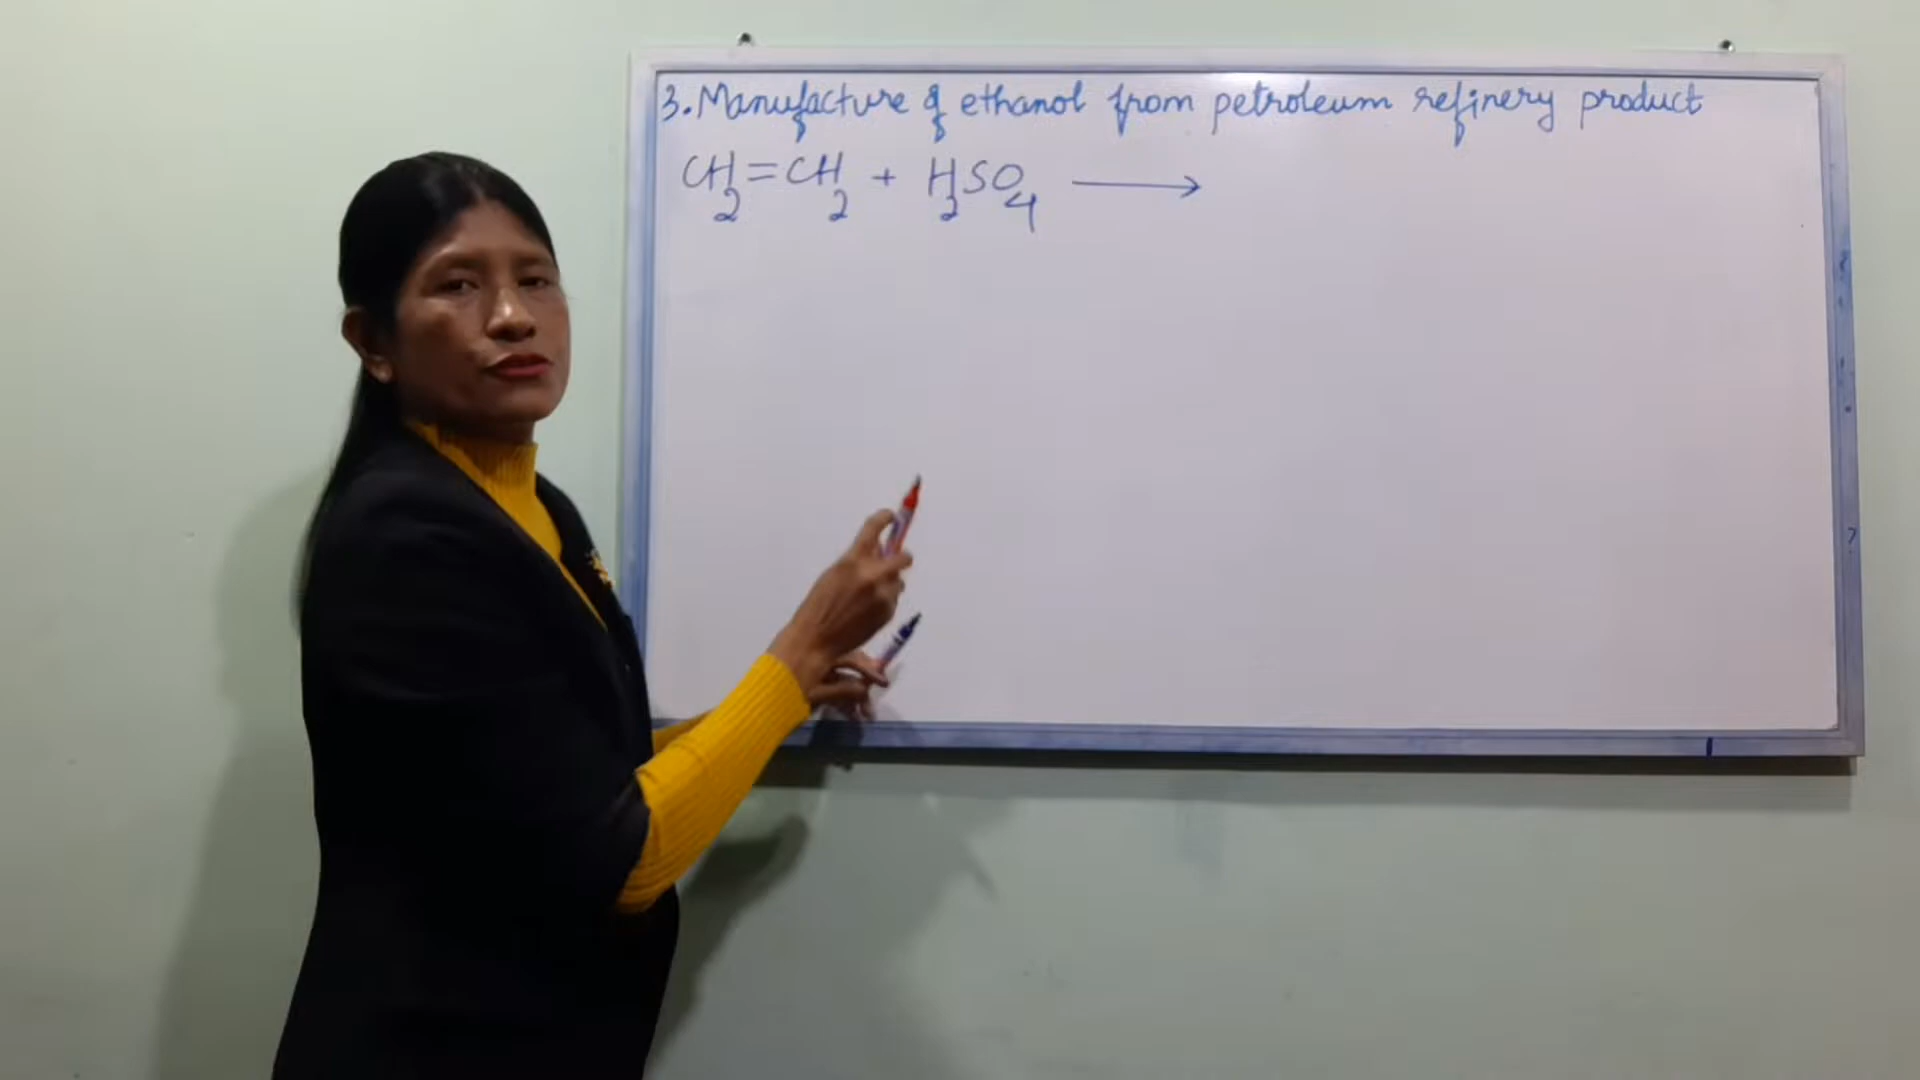 3. Manufacture of ethanol from petroleum refinery product
CH₂=CH₂ + H₂SO₄ ⟶